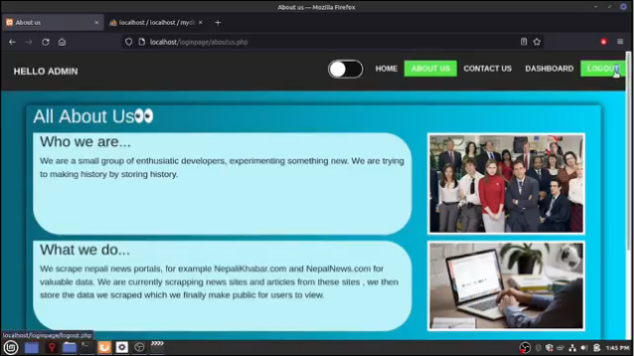 About us — Mozilla Firefox
About us
localhost / localhost / mydb
localhost/loginpage/aboutus.php
HELLO ADMIN
HOME
ABOUT US
CONTACT US
DASHBOARD
LOGOUT
All About Us👀
Who we are...
We are a small group of enthusiatic developers, experimenting something new. We are trying
to making history by storing history.
What we do...
We scrape nepali news portals, for example NepaliKhabar.com and NepalNews.com for
valuable data. We are currently scrapping news sites and articles from these sites , we then
store the data we scraped which we finally make public for users to view.
localhost/loginpage/logout.php
1:45 PM